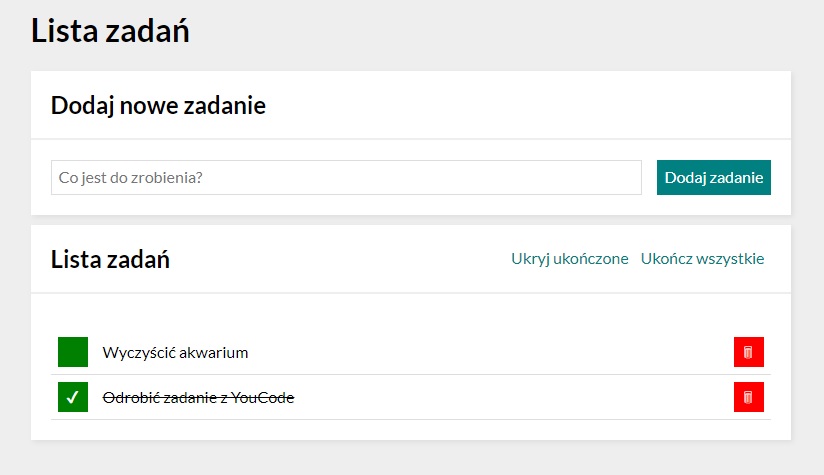 Lista zadań
Dodaj nowe zadanie
Co jest do zrobienia? Dodaj zadanie
Lista zadań Ukryj ukończone Ukończ wszystkie
Wyczyścić akwarium
✓ Odrobić zadanie z YouCode